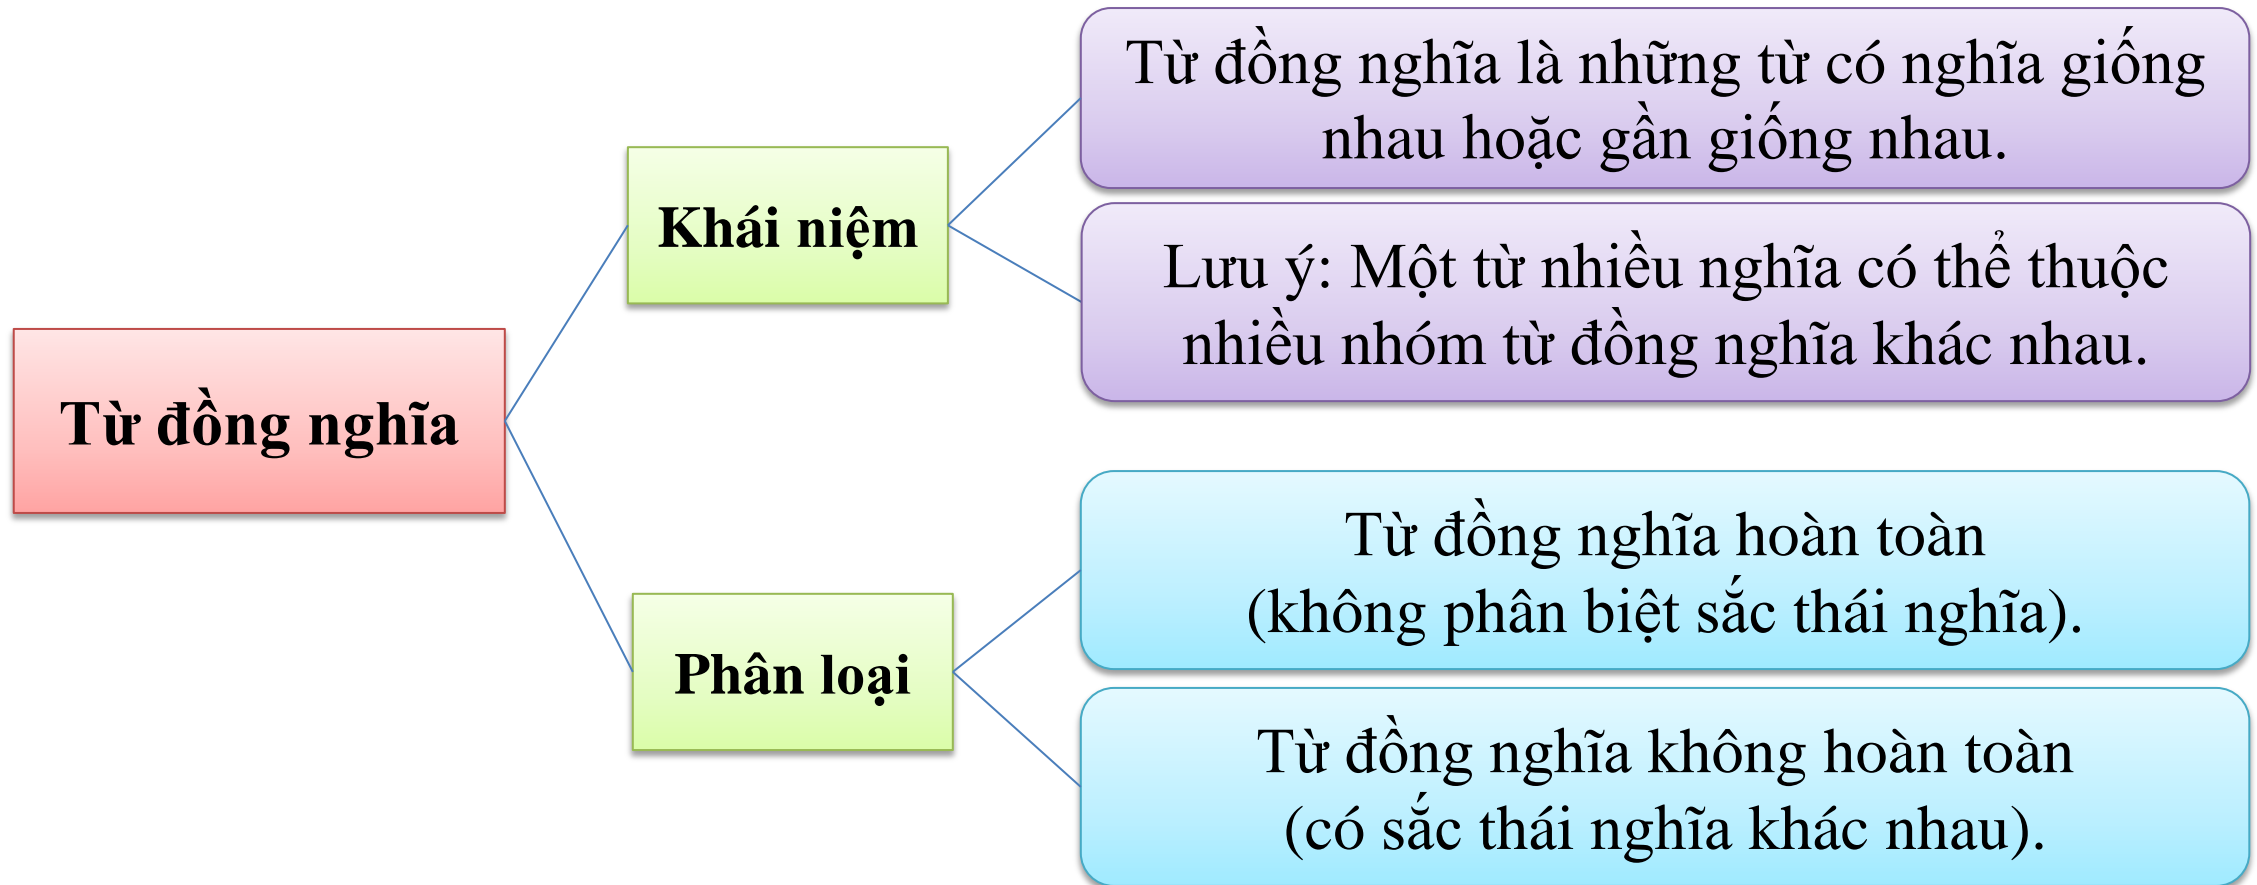 Từ đồng nghĩa
Khái niệm
Từ đồng nghĩa là những từ có nghĩa giống
nhau hoặc gần giống nhau.
Lưu ý: Một từ nhiều nghĩa có thể thuộc
nhiều nhóm từ đồng nghĩa khác nhau.
Phân loại
Từ đồng nghĩa hoàn toàn
(không phân biệt sắc thái nghĩa).
Từ đồng nghĩa không hoàn toàn
(có sắc thái nghĩa khác nhau).